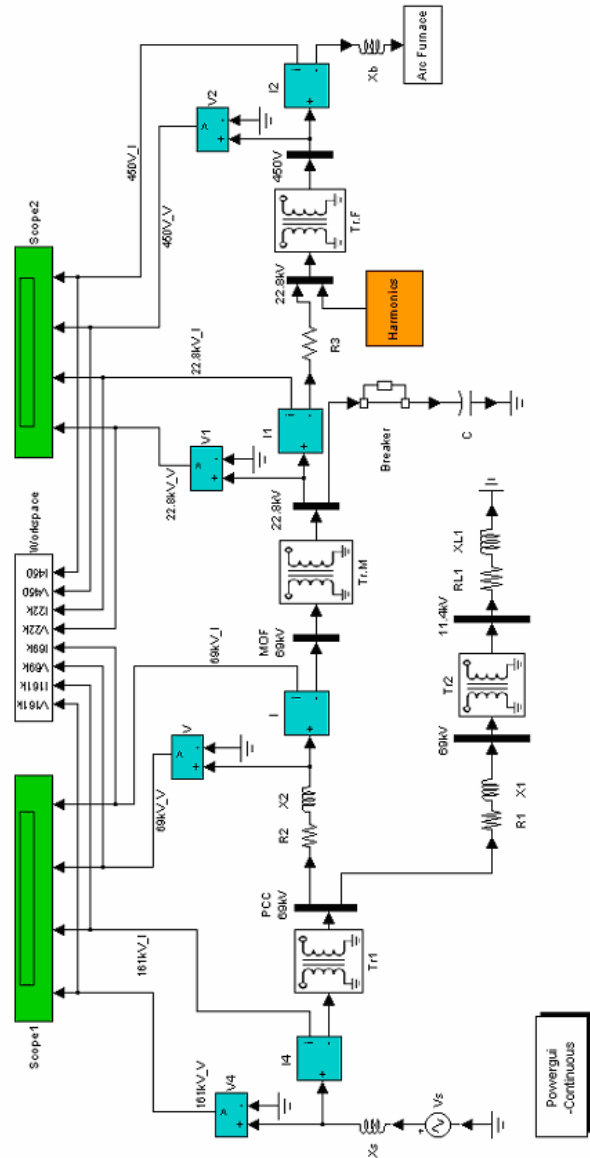 Scope1
Workspace
Scope2
V161k
I161k
V69k
I69k
V22k
I22k
V450
I450
161kV_V
161kV_I
69kV_V
69kV_I
22.8kV_V
22.8kV_I
450V_V
450V_I
V4
+
-
v
V
+
-
v
V1
+
-
v
V2
+
-
v
I4
+
i
-
Tr1
PCC
69kV
R2
X2
I
+
i
-
MOF
69kV
Tr.M
22.8kV
I1
+
i
-
R3
22.8kV
Tr.F
450V
I2
+
i
-
Xb
Arc Furnace
Harmonics
Breaker
C
Xs
+
Vs
R1
X1
69kV
Tr2
11.4kV
RL1
XL1
Powergui
-Continuous